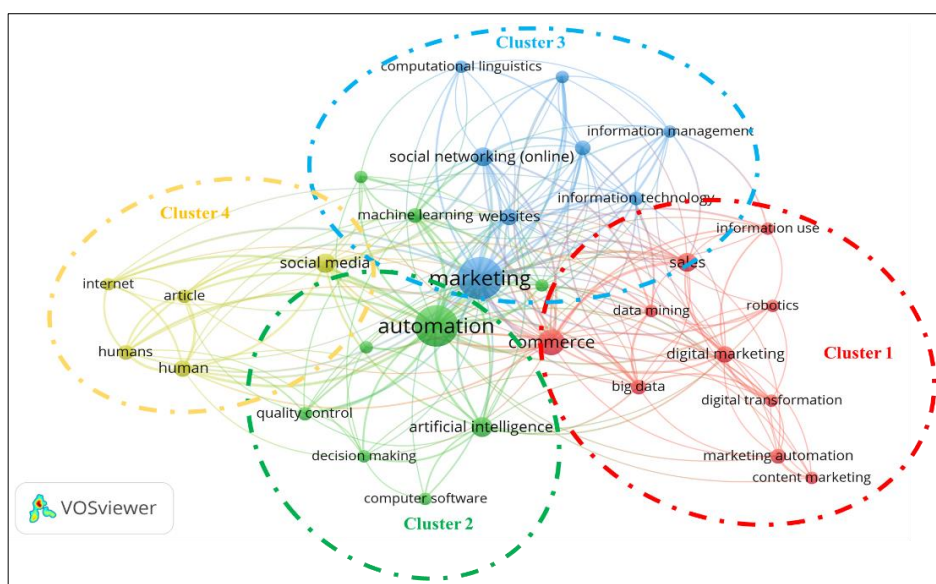 Cluster 3
computational linguistics
information management
social networking (online)
information technology
Cluster 4
machine learning
websites
information use
social media
sales
internet
article
marketing
robotics
data mining
automation
commerce
Cluster 1
humans
digital marketing
human
big data
digital transformation
quality control
artificial intelligence
decision making
marketing automation
content marketing
computer software
VOSviewer
Cluster 2